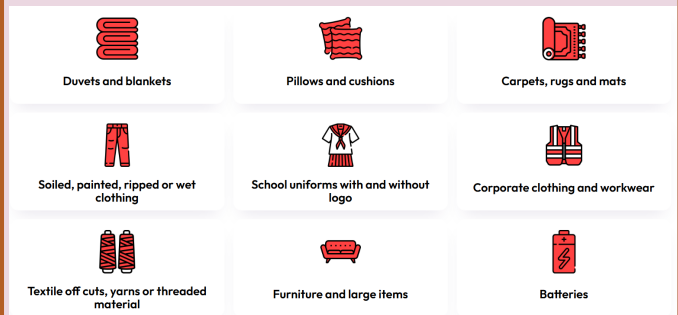 Duvets and blankets
Pillows and cushions
Carpets, rugs and mats
Soiled, painted, ripped or wet
clothing
School uniforms with and without
logo
Corporate clothing and workwear
Textile off cuts, yarns or threaded
material
Furniture and large items
Batteries